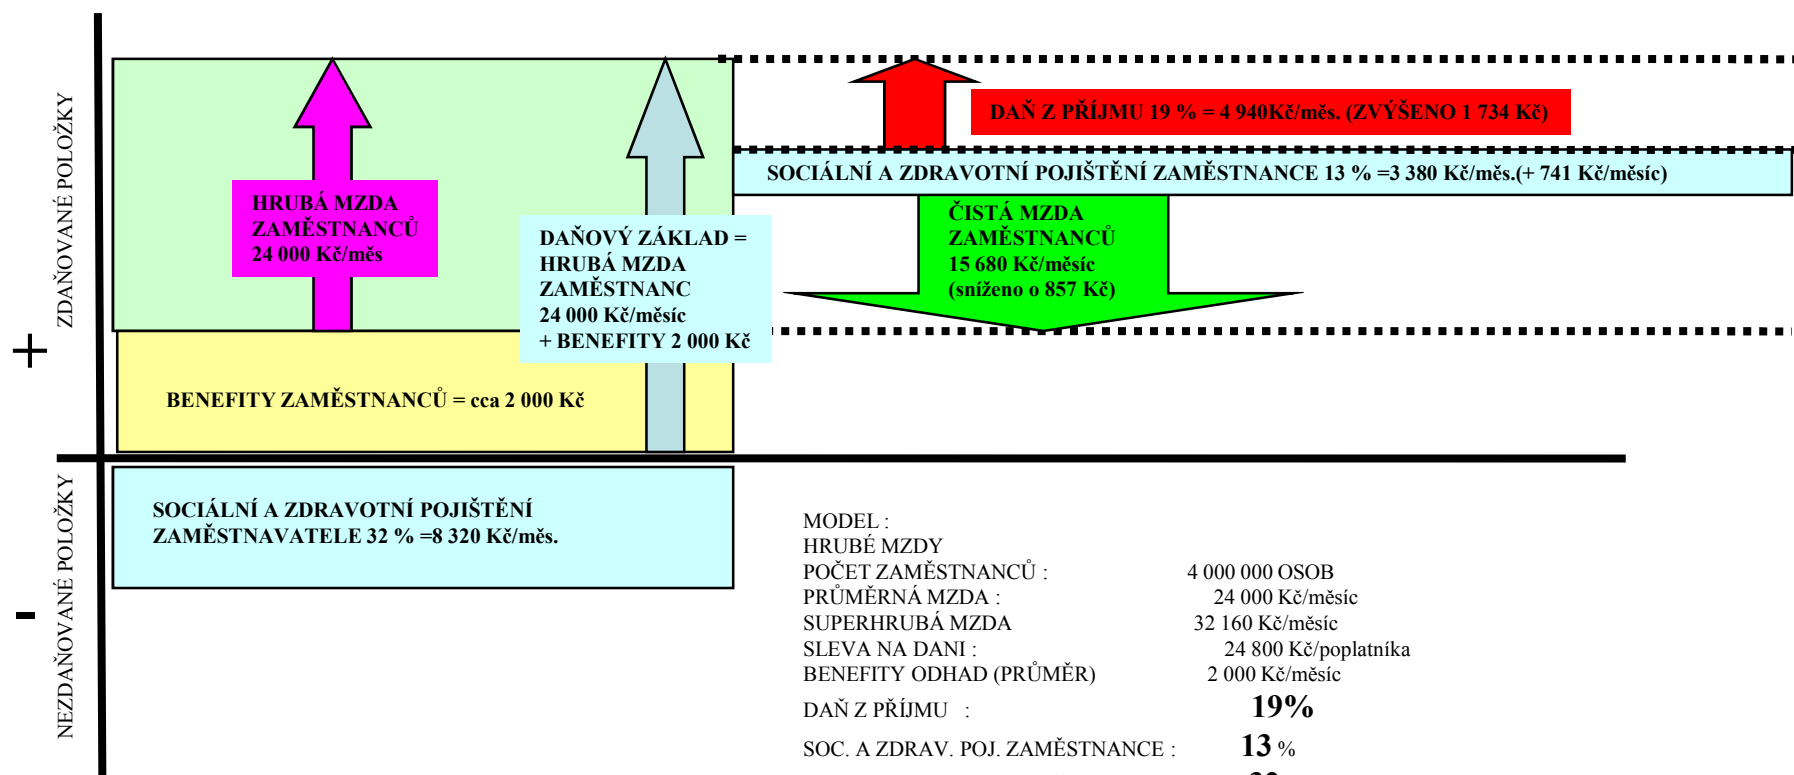 ZDAŇOVANÉ POLOŽKY
+
NEZDAŇOVANÉ POLOŽKY
-
HRUBÁ MZDA
ZAMĚSTNANCŮ
24 000 Kč/měs
DAŇOVÝ ZÁKLAD =
HRUBÁ MZDA
ZAMĚSTNANC
24 000 Kč/měsíc
+ BENEFITY 2 000 Kč
BENEFITY ZAMĚSTNANCŮ = cca 2 000 Kč
DAŇ Z PŘÍJMU 19 % = 4 940Kč/měs. (ZVÝŠENO 1 734 Kč)
SOCIÁLNÍ A ZDRAVOTNÍ POJIŠTĚNÍ ZAMĚSTNANCE 13 % =3 380 Kč/měs.(+ 741 Kč/měsíc)
ČISTÁ MZDA
ZAMĚSTNANCŮ
15 680 Kč/měsíc
(sníženo o 857 Kč)
SOCIÁLNÍ A ZDRAVOTNÍ POJIŠTĚNÍ
ZAMĚSTNAVATELE 32 % =8 320 Kč/měs.
MODEL :
HRUBÉ MZDY
POČET ZAMĚSTNANCŮ : 4 000 000 OSOB
PRŮMĚRNÁ MZDA : 24 000 Kč/měsíc
SUPERHRUBÁ MZDA 32 160 Kč/měsíc
SLEVA NA DANI : 24 800 Kč/poplatníka
BENEFITY ODHAD (PRŮMĚR) 2 000 Kč/měsíc
DAŇ Z PŘÍJMU : 19%
SOC. A ZDRAV. POJ. ZAMĚSTNANCE : 13 %